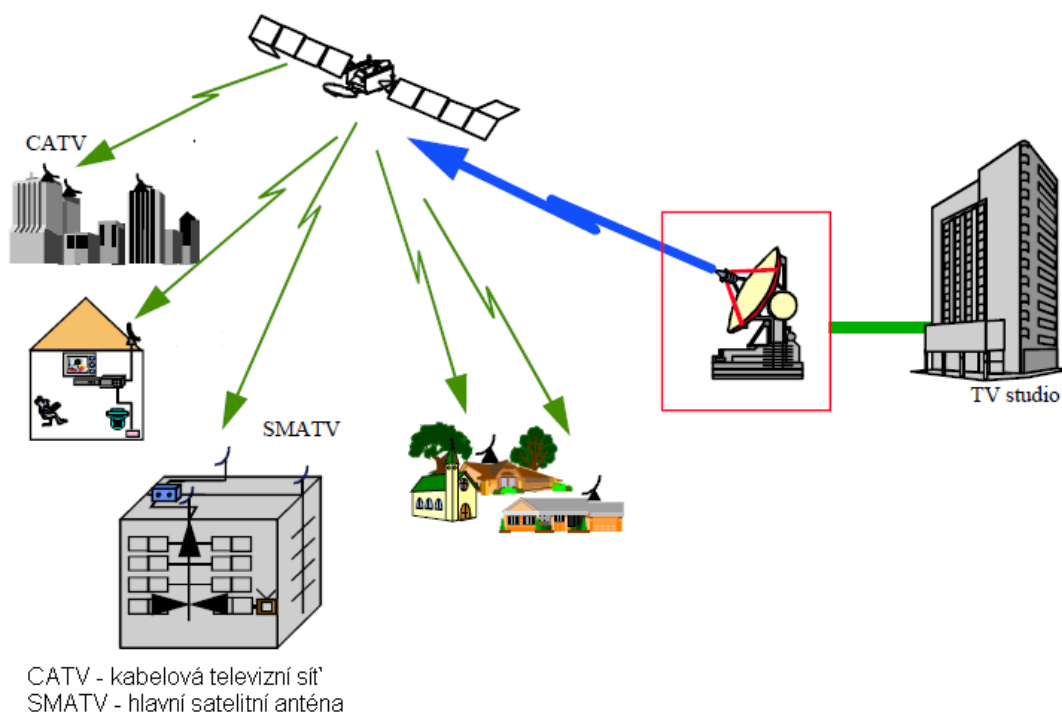 CATV
TV studio
SMATV
CATV - kabelová televizní síť
SMATV - hlavní satelitní anténa